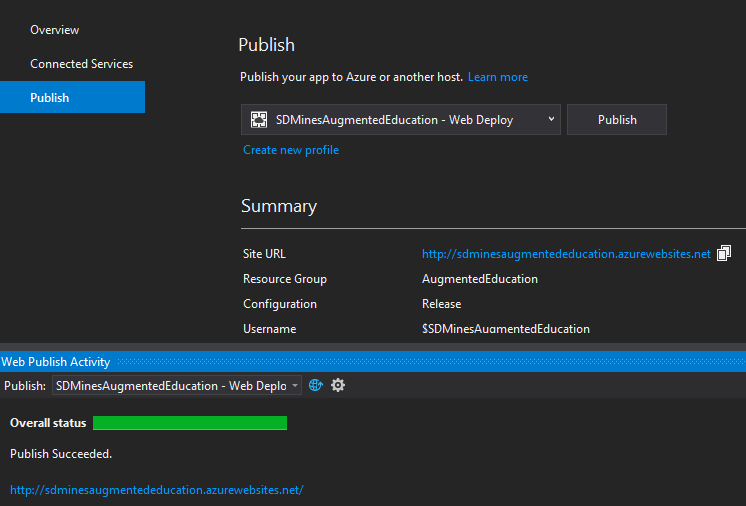 Overview
Connected Services
Publish
Publish
Publish your app to Azure or another host. Learn more
SDMinesAugmentedEducation - Web Deploy
Publish
Create new profile
Summary
Site URL http://sdminesaugmentededucation.azurewebsites.net
Resource Group AugmentedEducation
Configuration Release
Username $SDMinesAugmentedEducation
Web Publish Activity
Publish: SDMinesAugmentedEducation - Web Deplo
Overall status
Publish Succeeded.
http://sdminesaugmentededucation.azurewebsites.net/